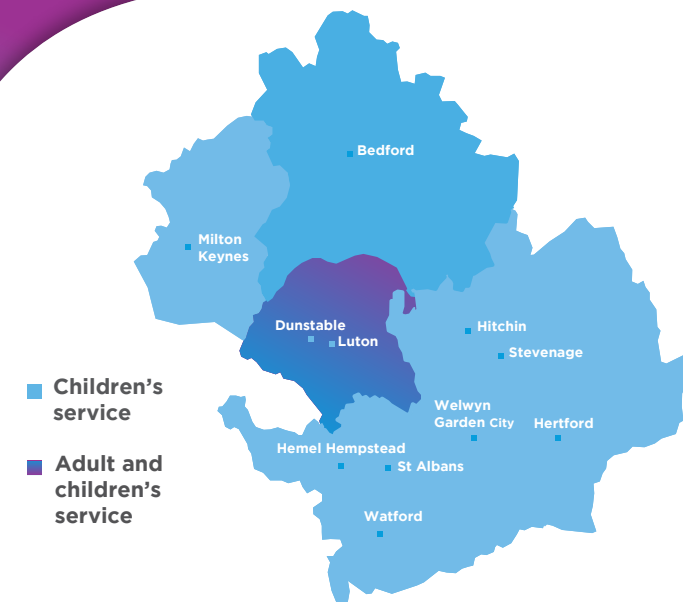 Bedford
Milton
Keynes
Dunstable
Luton
Hitchin
Stevenage
Children's
service
Welwyn
Garden City
Hertford
Hemel Hempstead
St Albans
Adult and
children's
service
Watford